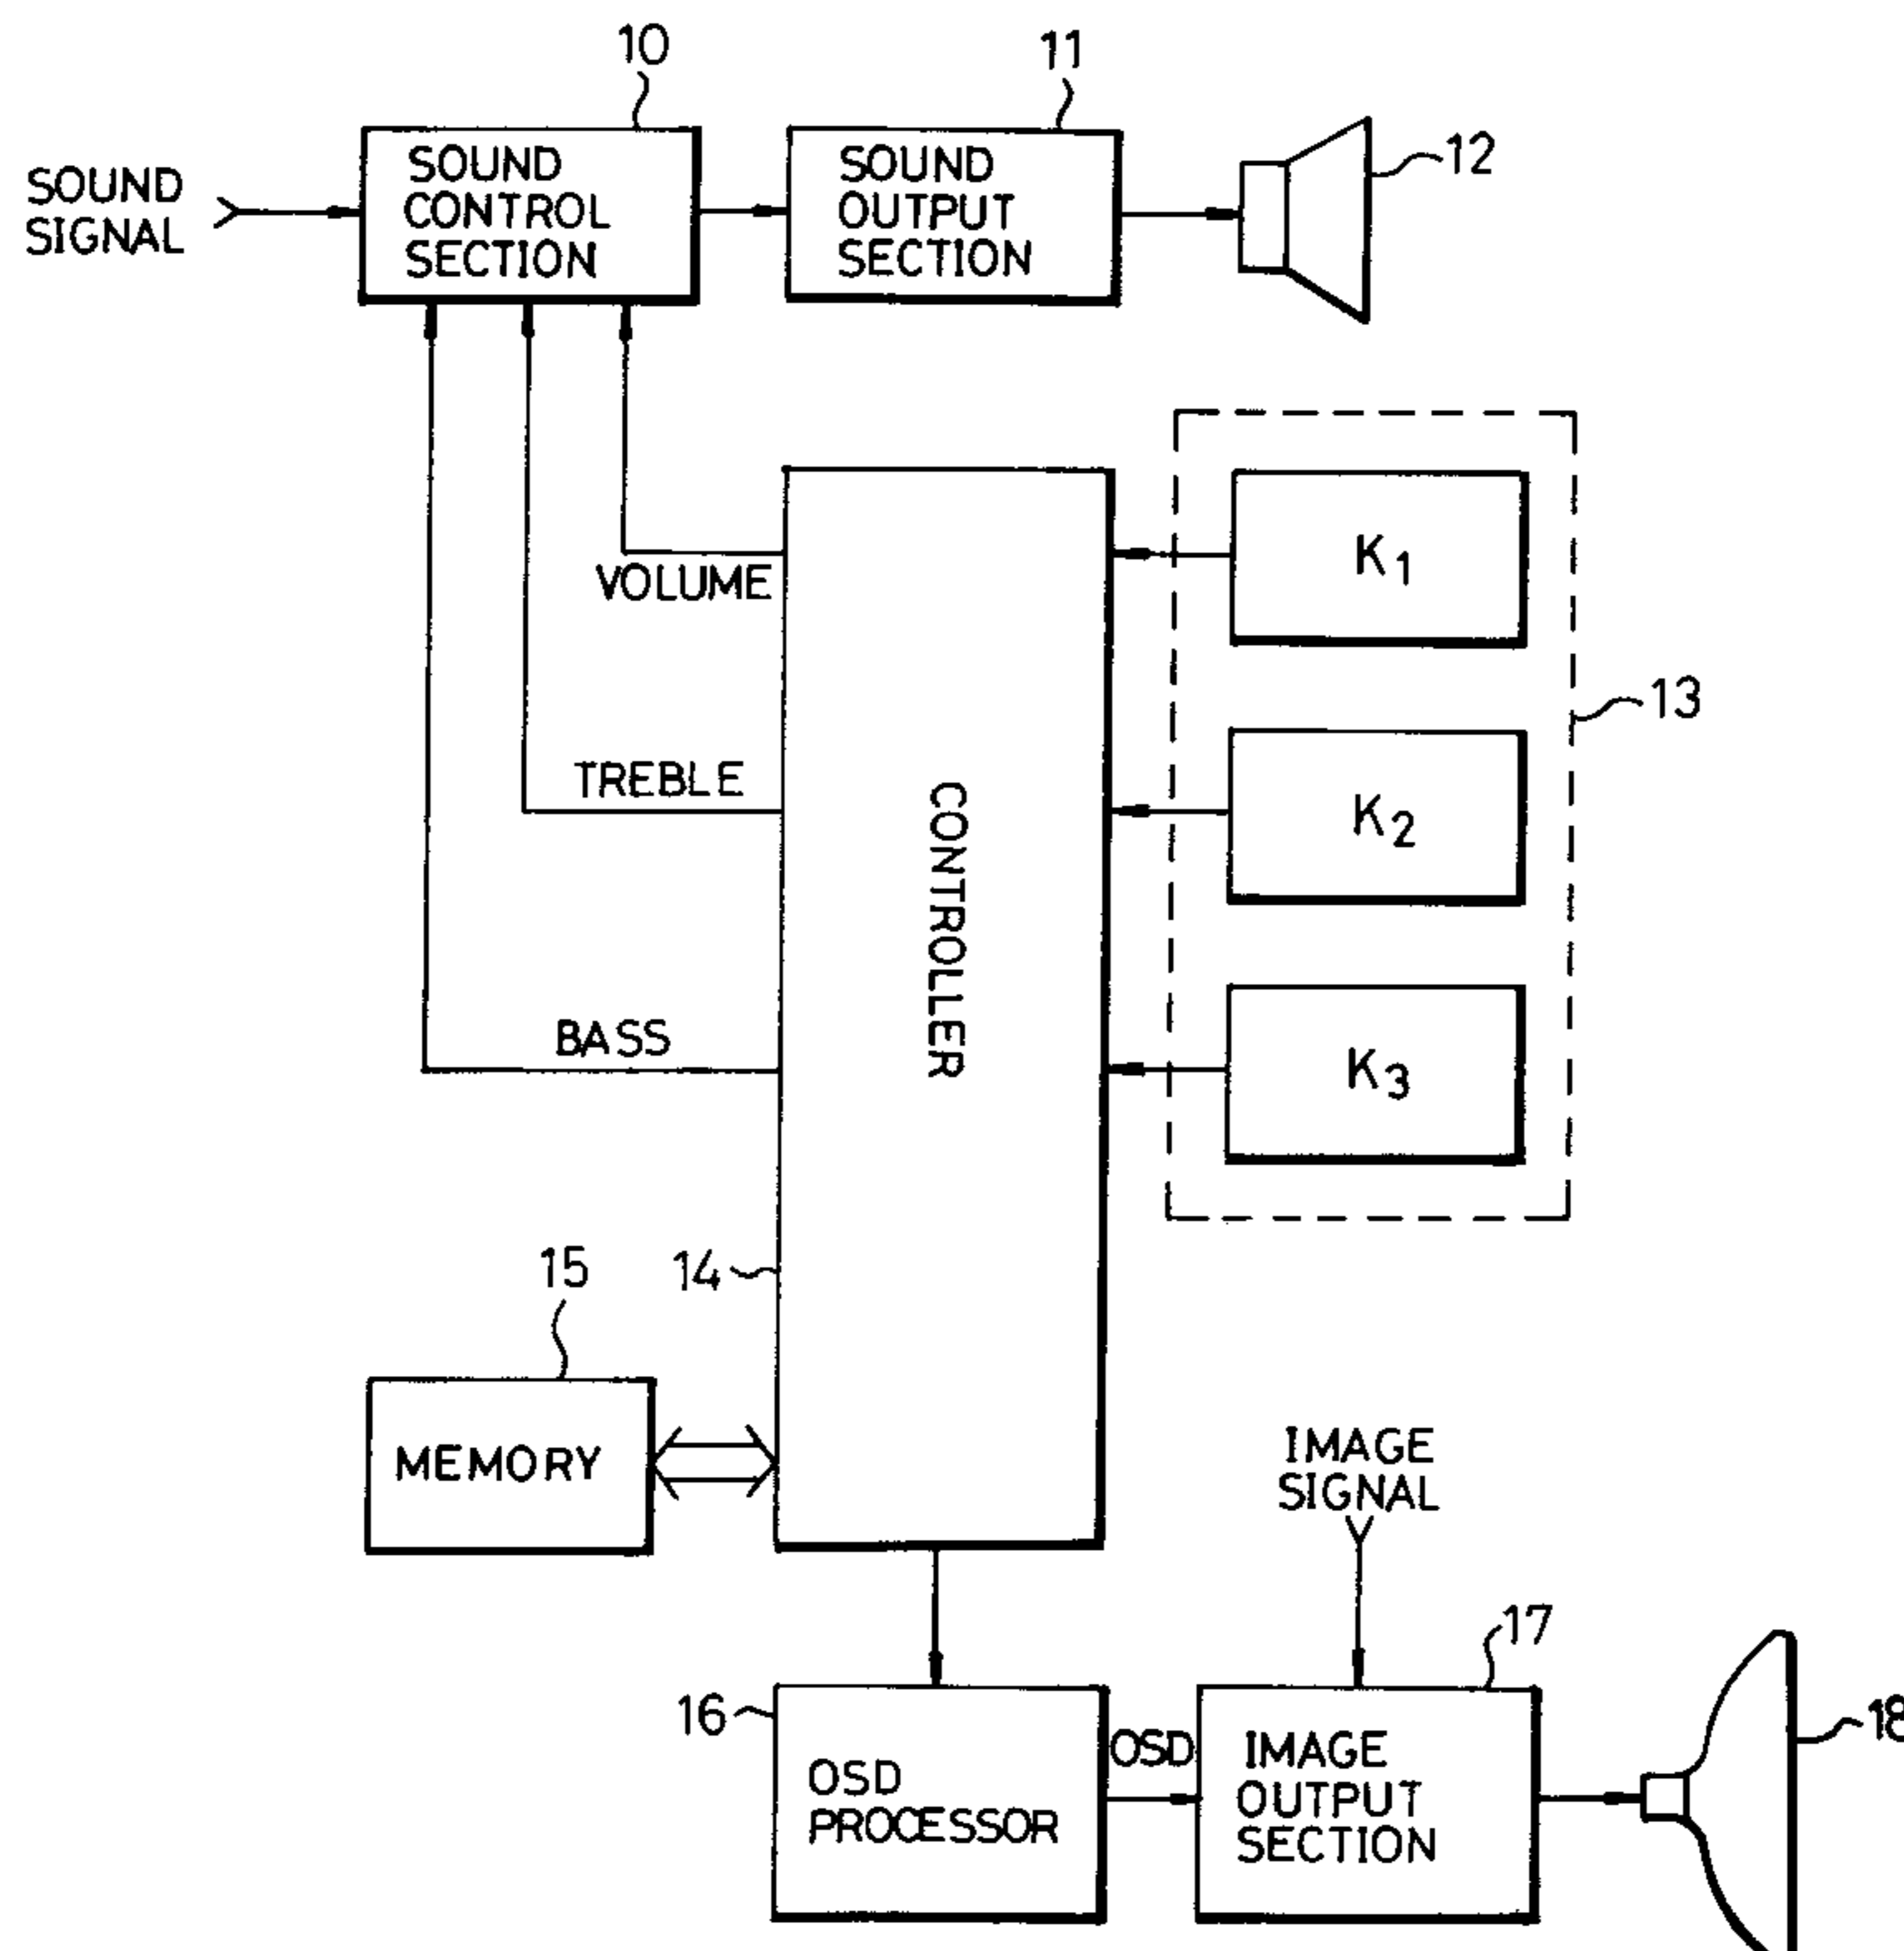 10
11
12
SOUND
SIGNAL
SOUND
CONTROL
SECTION
SOUND
OUTPUT
SECTION
VOLUME
TREBLE
BASS
CONTROLLER
K1
K2
K3
13
14
15
MEMORY
IMAGE
SIGNAL
16
17
18
OSD
PROCESSOR
OSD
IMAGE
OUTPUT
SECTION